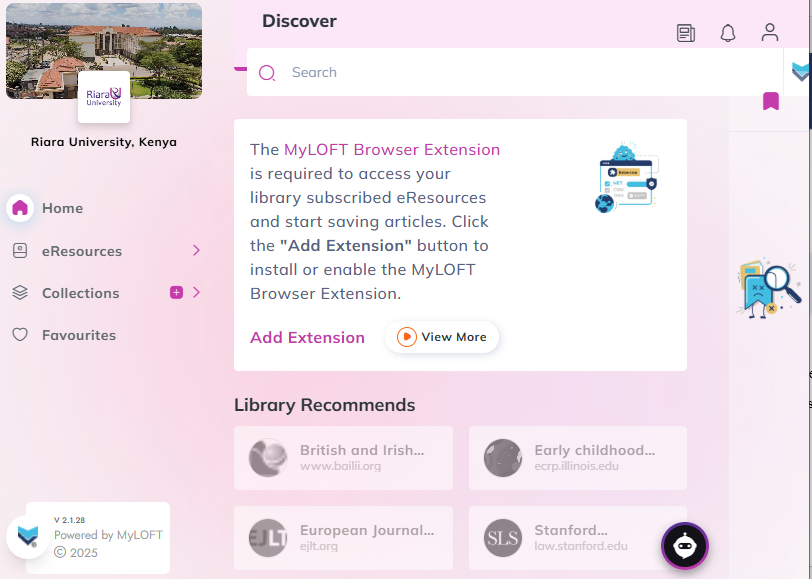 Discover
Search
Riara
University
Riara University, Kenya
Home
eResources
Collections
Favourites
The MyLOFT Browser Extension
is required to access your
library subscribed eResources
and start saving articles. Click
the "Add Extension" button to
install or enable the MyLOFT
Browser Extension.
Add Extension
View More
Library Recommends
British and Irish...
www.bailii.org
Early childhood...
ecrp.illinois.edu
EJLT
European Journal...
ejlt.org
SLS
Stanford...
law.stanford.edu
V 2.1.28
Powered by MyLOFT
© 2025